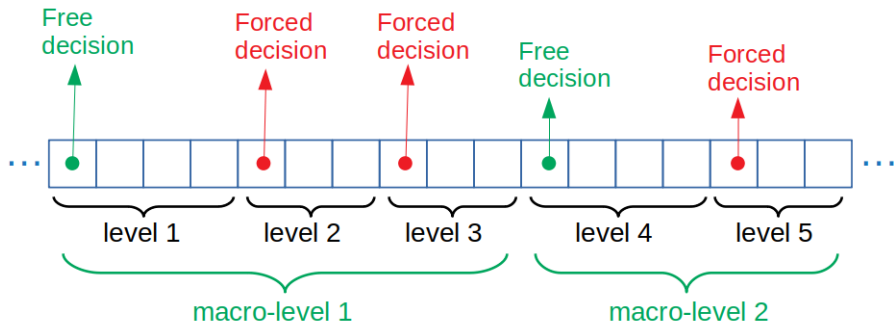 Free
decision
Forced
decision
Forced
decision
Free
decision
Forced
decision
...
...
level 1
level 2
level 3
level 4
level 5
macro-level 1
macro-level 2